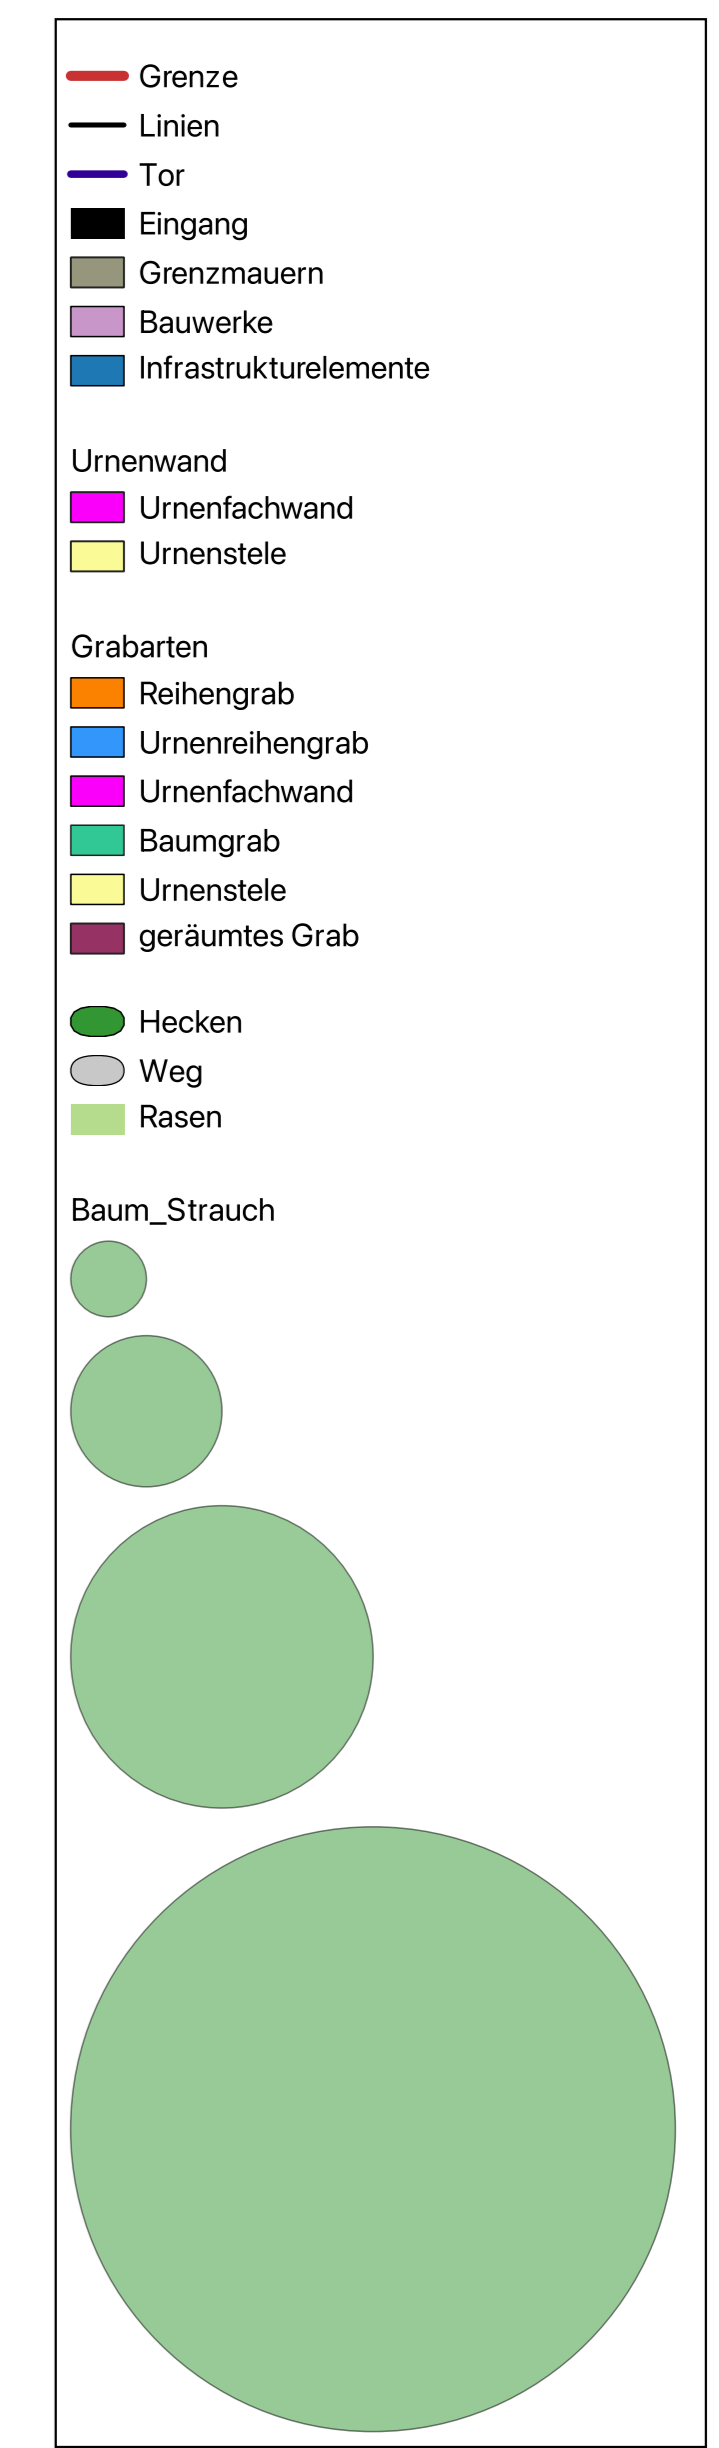 Grenze
Linien
Tor
Eingang
Grenzmauern
Bauwerke
Infrastrukturelemente
Urnenwand
Urnenfachwand
Urnenstele
Grabarten
Reihengrab
Urnenreihengrab
Urnenfachwand
Baumgrab
Urnenstele
geräumtes Grab
Hecken
Weg
Rasen
Baum_Strauch